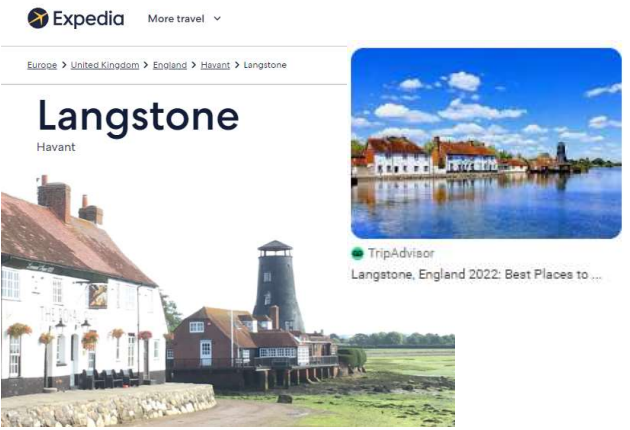 Expedia More travel
Europe > United Kingdom > England > Havant > Langstone
Langstone
Havant
TripAdvisor
Langstone, England 2022: Best Places to ...